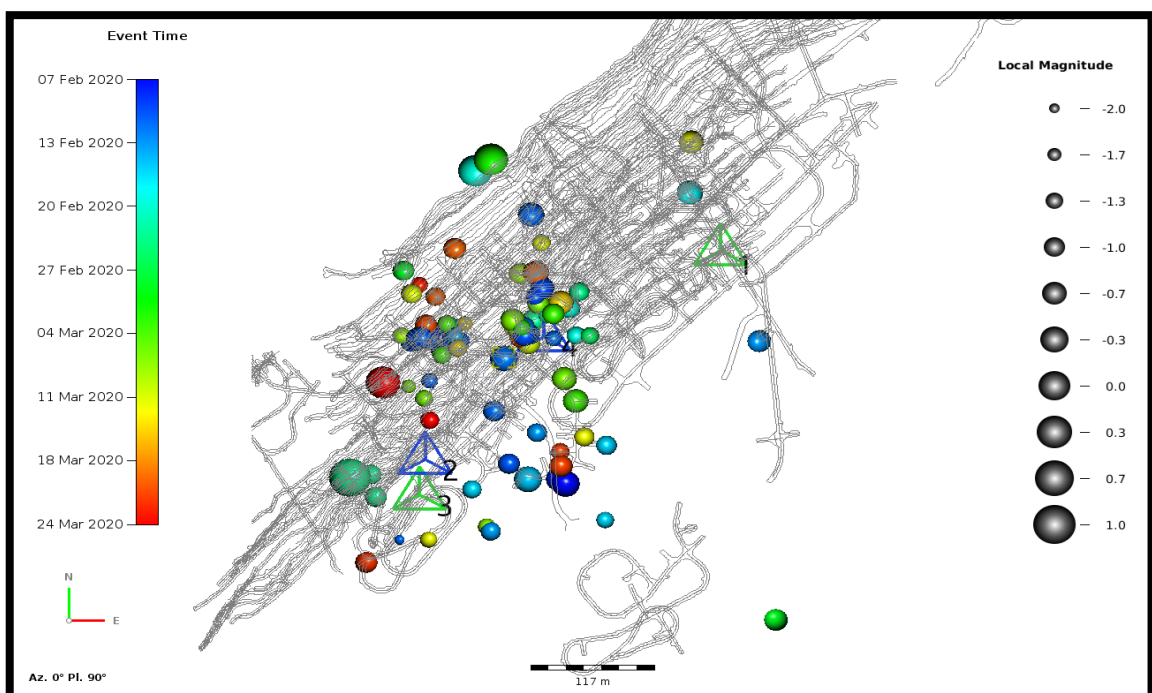 Event Time
07 Feb 2020
13 Feb 2020
20 Feb 2020
27 Feb 2020
04 Mar 2020
11 Mar 2020
18 Mar 2020
24 Mar 2020
Local Magnitude
-2.0
-1.7
-1.3
-1.0
-0.7
-0.3
0.0
0.3
0.7
1.0
1
2
3
N
E
Az. 0° Pl. 90°
117 m